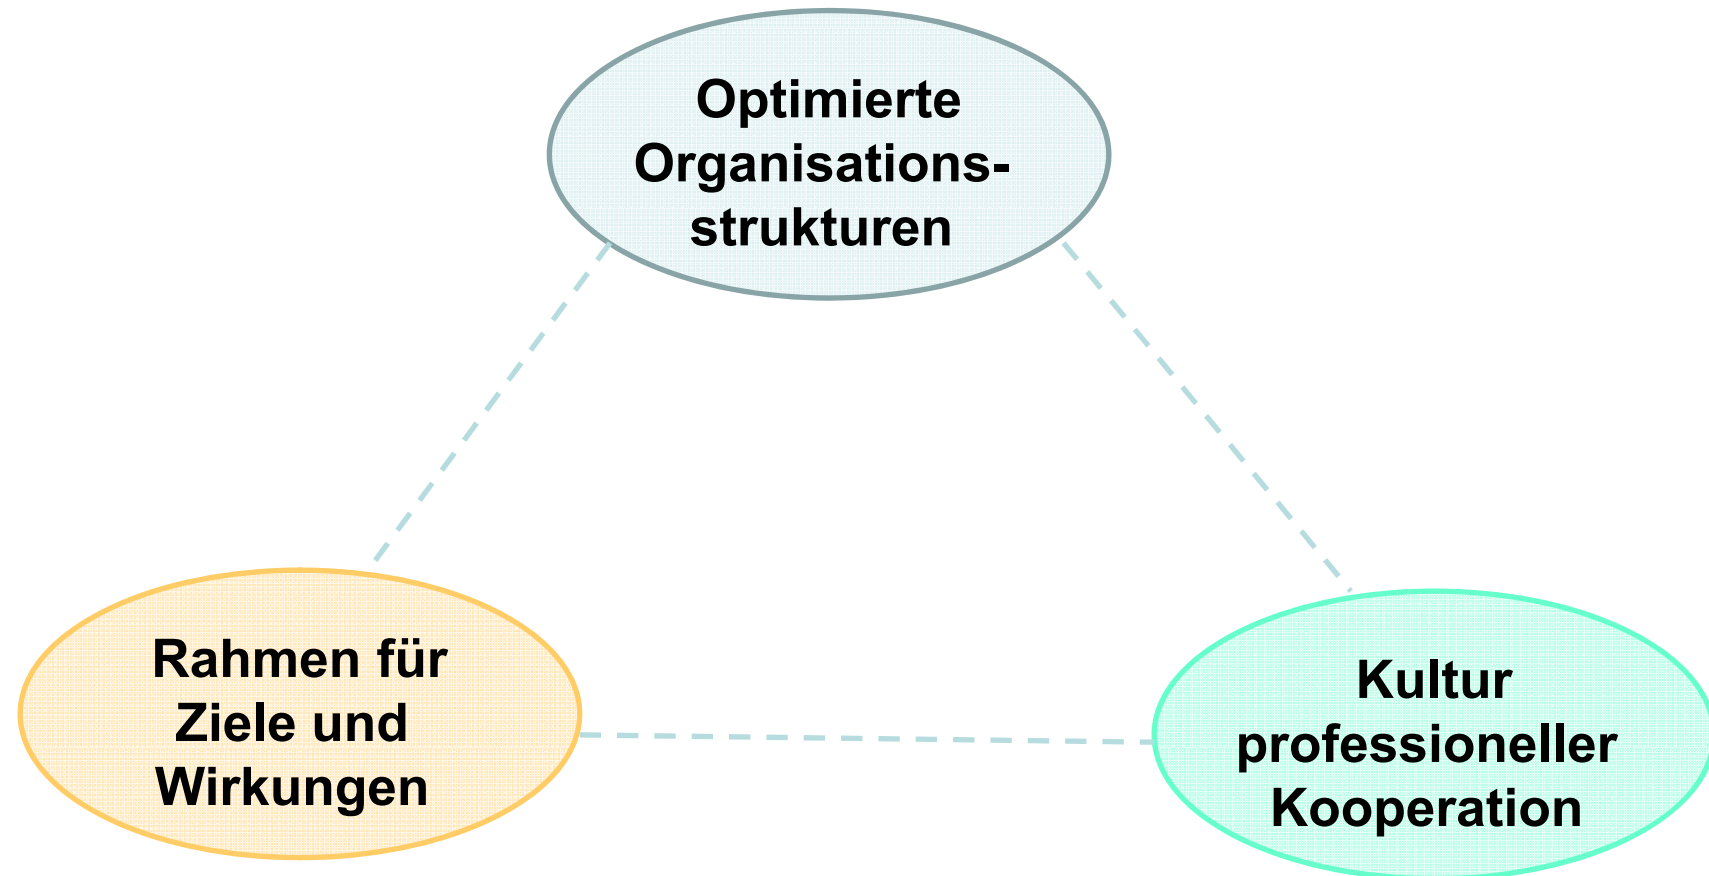 Optimierte
Organisations-
strukturen
Rahmen für
Ziele und
Wirkungen
Kultur
professioneller
Kooperation